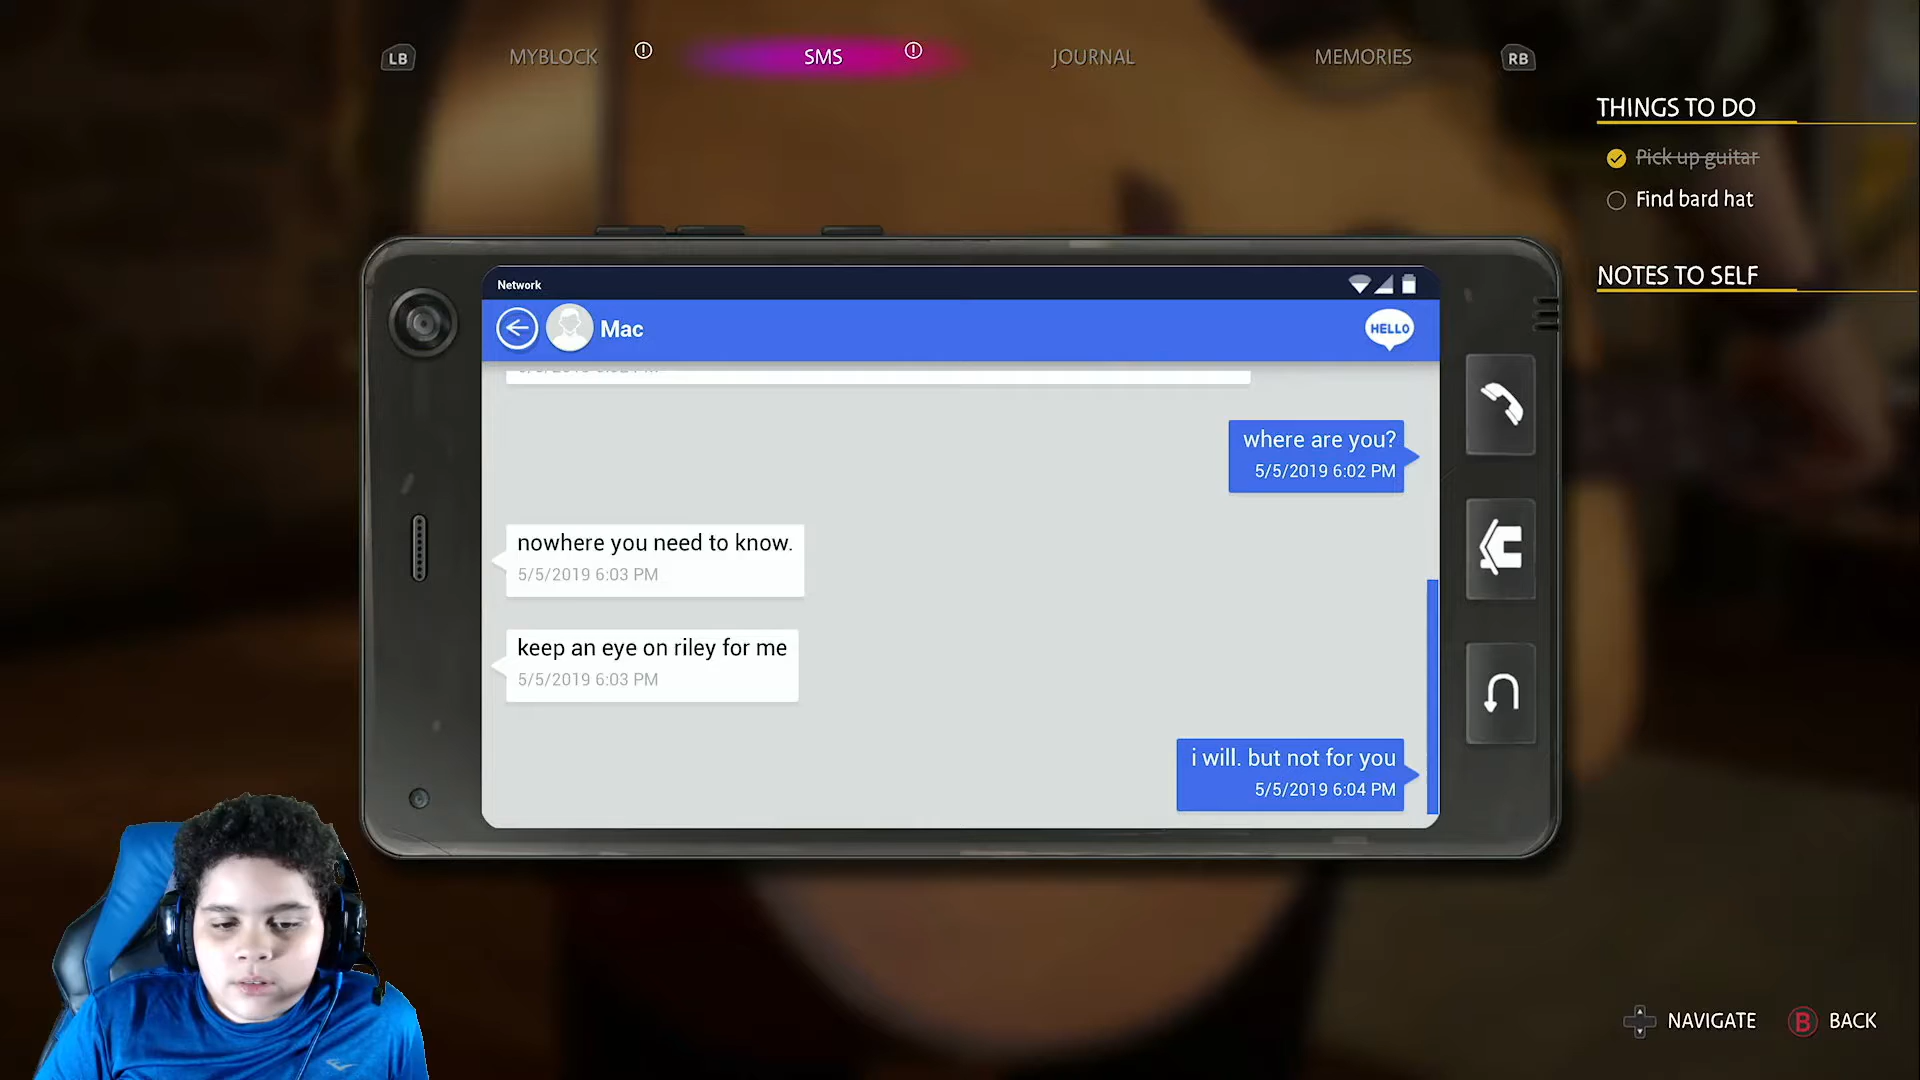 LB
MYBLOCK
SMS
JOURNAL
MEMORIES
RB
THINGS TO DO
Pick up guitar
Find bard hat
NOTES TO SELF
Network
Mac
HELLO
where are you?
5/5/2019 6:02 PM
nowhere you need to know.
5/5/2019 6:03 PM
keep an eye on riley for me
5/5/2019 6:03 PM
i will. but not for you
5/5/2019 6:04 PM
NAVIGATE
B BACK